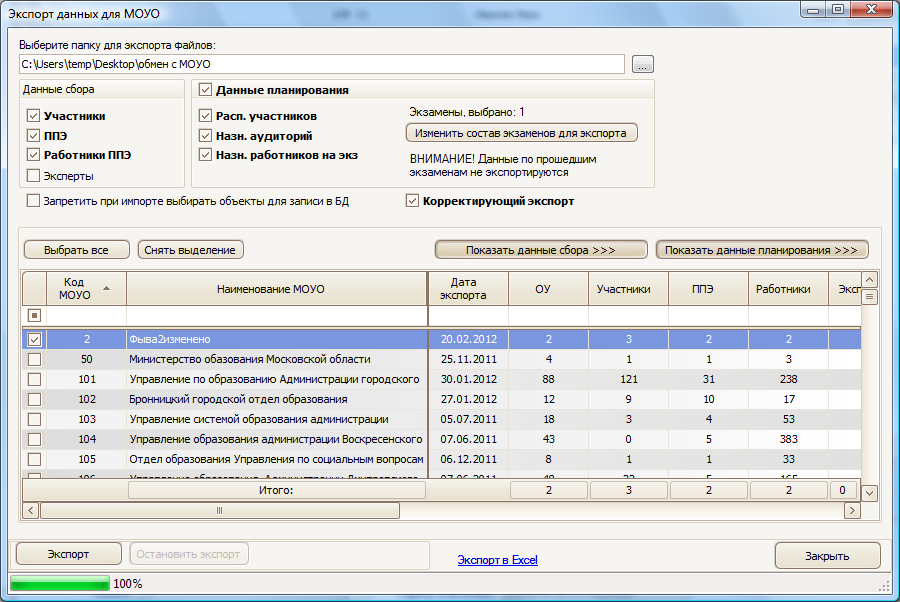 Экспорт данных для МОУО
Выберите папку для экспорта файлов:
C:\Users\temp\Desktop\обмен с МОУО
...
Данные сбора
Данные планирования
Участники
Расп. участников
Экзамены, выбрано: 1
ППЭ
Назн. аудиторий
Изменить состав экзаменов для экспорта
Работники ППЭ
Назн. работников на экз
ВНИМАНИЕ! Данные по прошедшим
экзаменам не экспортируются
Эксперты
Запретить при импорте выбирать объекты для записи в БД
Корректирующий экспорт
Выбрать все
Снять выделение
Показать данные сбора >>>
Показать данные планирования >>>
Код МОУО Наименование МОУО Дата экспорта ОУ Участники ППЭ Работники Эксп
2 Фыва2изменено 20.02.2012 2 3 2 2
50 Министерство обазования Московской области 25.11.2011 4 1 1 3
101 Управление по образованию Администрации городского 30.01.2012 88 121 31 238
102 Бронницкий городской отдел образования 27.01.2012 12 9 10 17
103 Управление системой образования администрации 05.07.2011 18 3 4 53
104 Управление образования администрации Воскресенского 07.06.2011 43 0 5 383
105 Отдел образования Управления по социальным вопросам 06.12.2011 8 1 1 33
Итого: 2 3 2 2 0
Экспорт
Остановить экспорт
Экспорт в Excel
Закрыть
100%